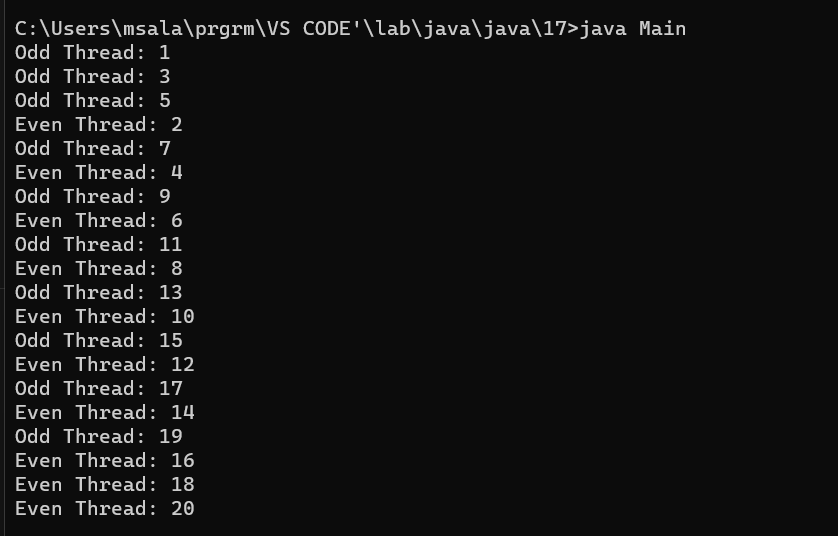 C:\Users\msala\prgrm\VS CODE'\lab\java\java\17>java Main
Odd Thread: 1
Odd Thread: 3
Odd Thread: 5
Even Thread: 2
Odd Thread: 7
Even Thread: 4
Odd Thread: 9
Even Thread: 6
Odd Thread: 11
Even Thread: 8
Odd Thread: 13
Even Thread: 10
Odd Thread: 15
Even Thread: 12
Odd Thread: 17
Even Thread: 14
Odd Thread: 19
Even Thread: 16
Even Thread: 18
Even Thread: 20